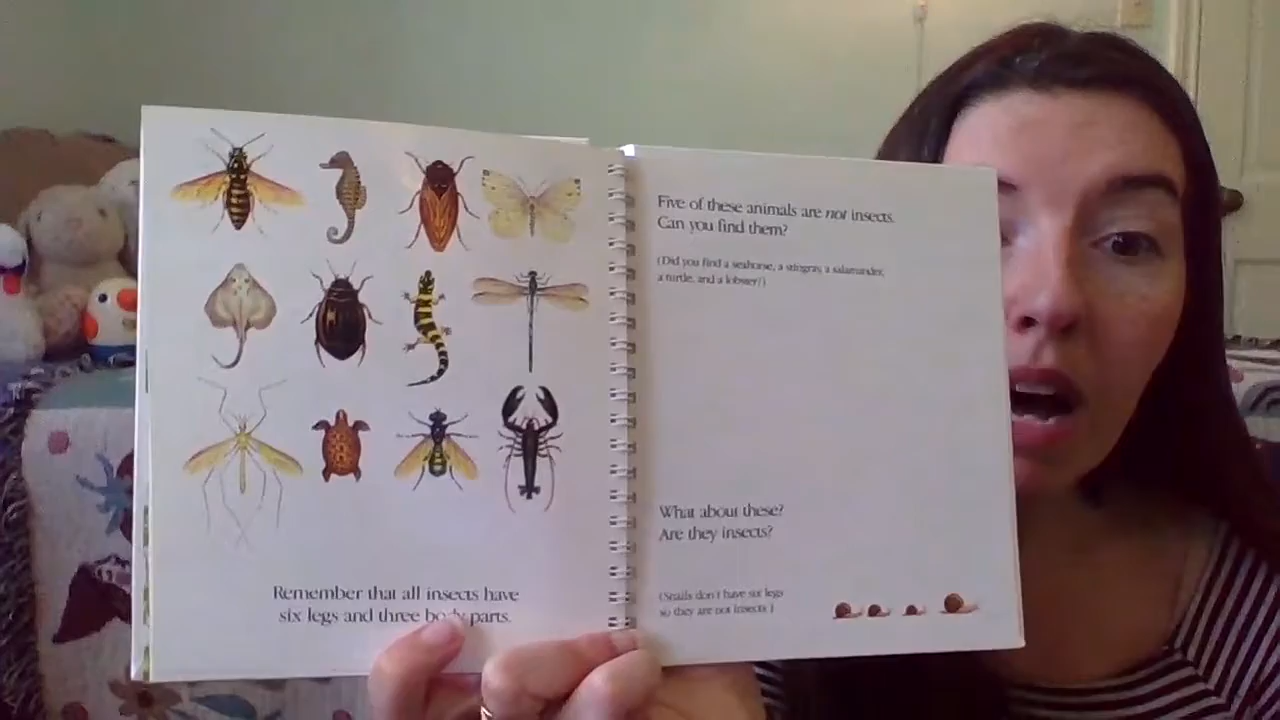 Remember that all insects have
six legs and three body parts.
Five of these animals are not insects.
Can you find them?
(Did you find a seahorse, a stingray, a salamander,
a turtle, and a lobster?)
What about these?
Are they insects?
(Snails don't have six legs
so they are not insects.)